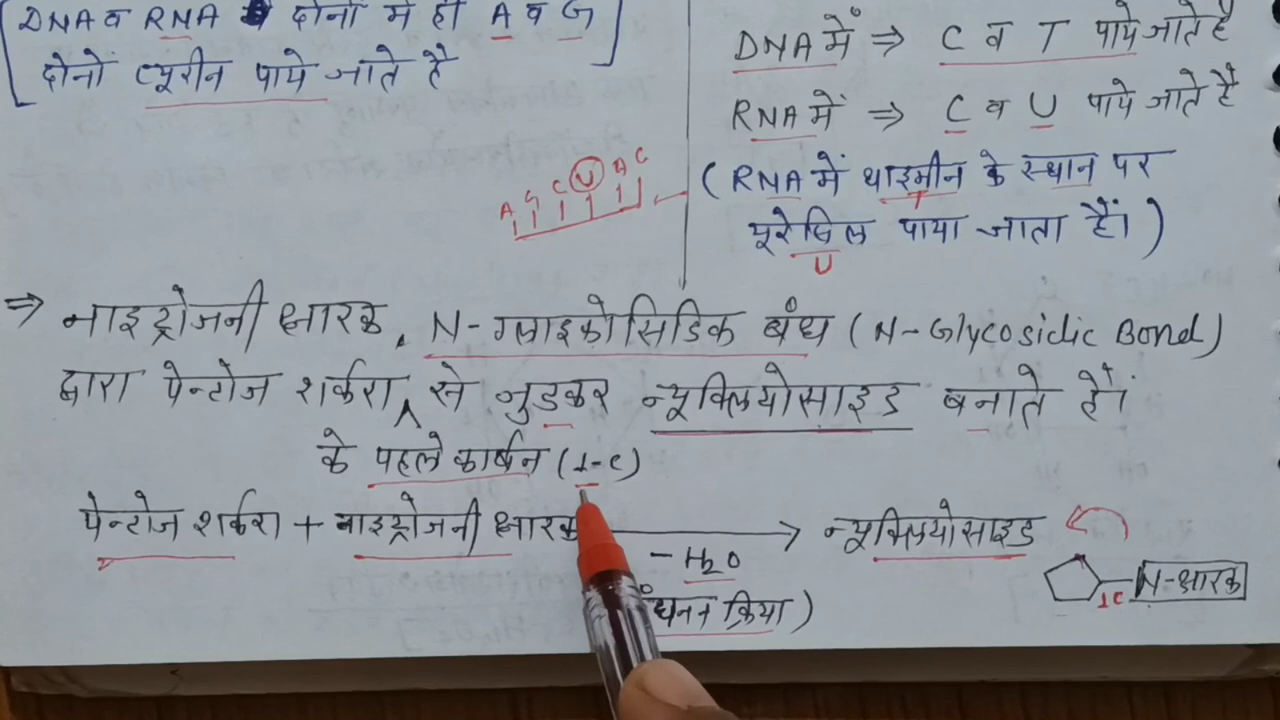 DNA व RNA दोनों में ही A व G
दोनों प्यूरीन पाये जाते है
DNA में ⇒ C व T पाये जाते है
RNA में ⇒ C व U पाये जाते है
(RNA में थाइमीन के स्थान पर
T
यूरेसिल पाया जाता हैं।)
U
A G C U A C
⇒ नाइट्रोजनी क्षारक, N-ग्लाइकोसिडिक बंध (N-Glycosidic Bond)
द्वारा पेन्टोज शर्करा ^ से जुडकर न्यूक्लियोसाइड बनाते हैं।
के पहले कार्बन (1-C)
पेन्टोज शर्करा + नाइट्रोजनी क्षारक → न्यूक्लियोसाइड
- H2O
घनन क्रिया)
1C N-क्षारक